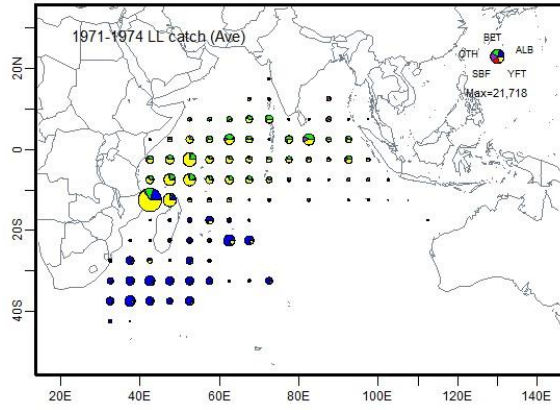 1971-1974 LL catch (Ave)
BET
OTH ALB
SBF YFT
Max=21,718
20N
0
20S
40S
20E 40E 60E 80E 100E 120E 140E